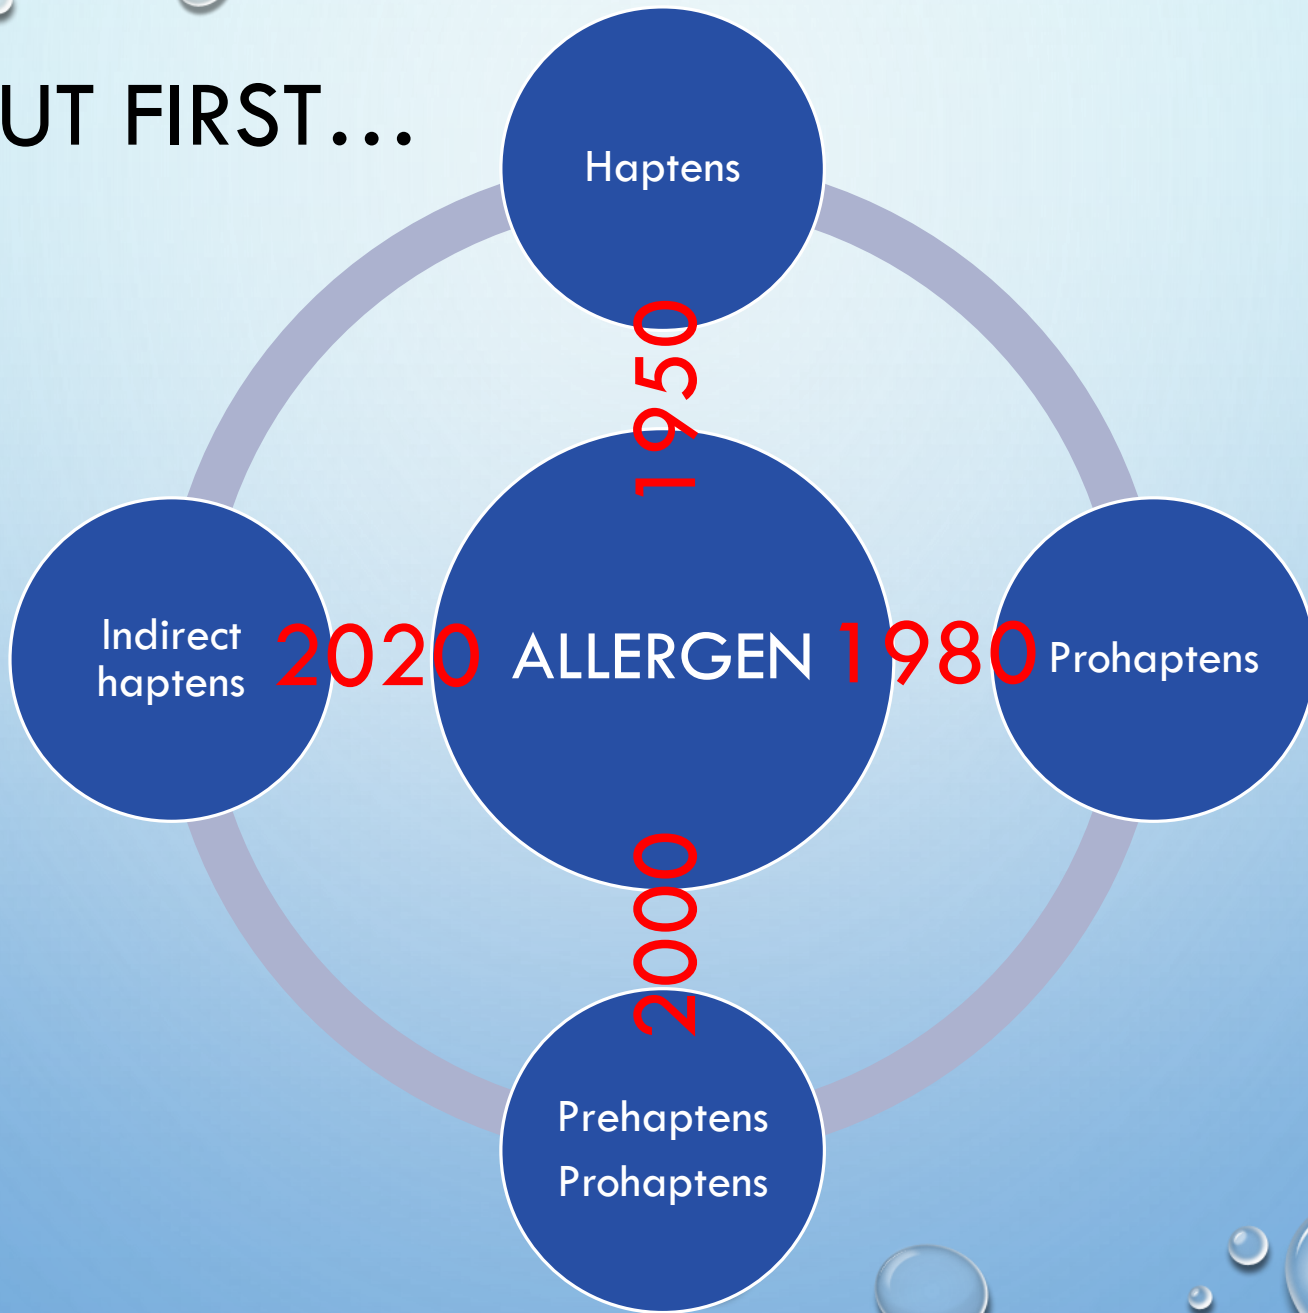 UT FIRST...
Haptens
1950
Indirect
haptens
2020
ALLERGEN
1980
Prohaptens
2000
Prehaptens
Prohaptens